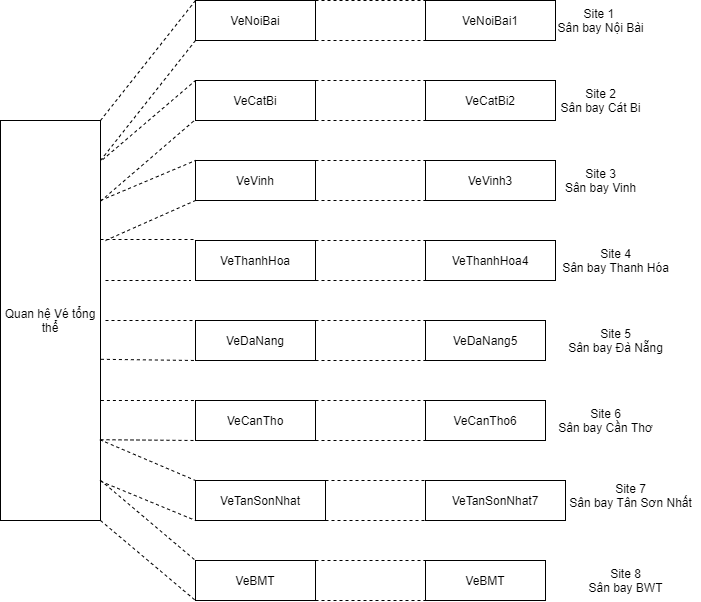 VeNoiBai
VeNoiBai1
Site 1
Sân bay Nội Bài
VeCatBi
VeCatBi2
Site 2
Sân bay Cát Bi
VeVinh
VeVinh3
Site 3
Sân bay Vinh
VeThanhHoa
VeThanhHoa4
Site 4
Sân bay Thanh Hóa
Quan hệ Vé tổng
thể
VeDaNang
VeDaNang5
Site 5
Sân bay Đà Nẵng
VeCanTho
VeCanTho6
Site 6
Sân bay Cần Thơ
VeTanSonNhat
VeTanSonNhat7
Site 7
Sân bay Tân Sơn Nhất
VeBMT
VeBMT
Site 8
Sân bay BWT